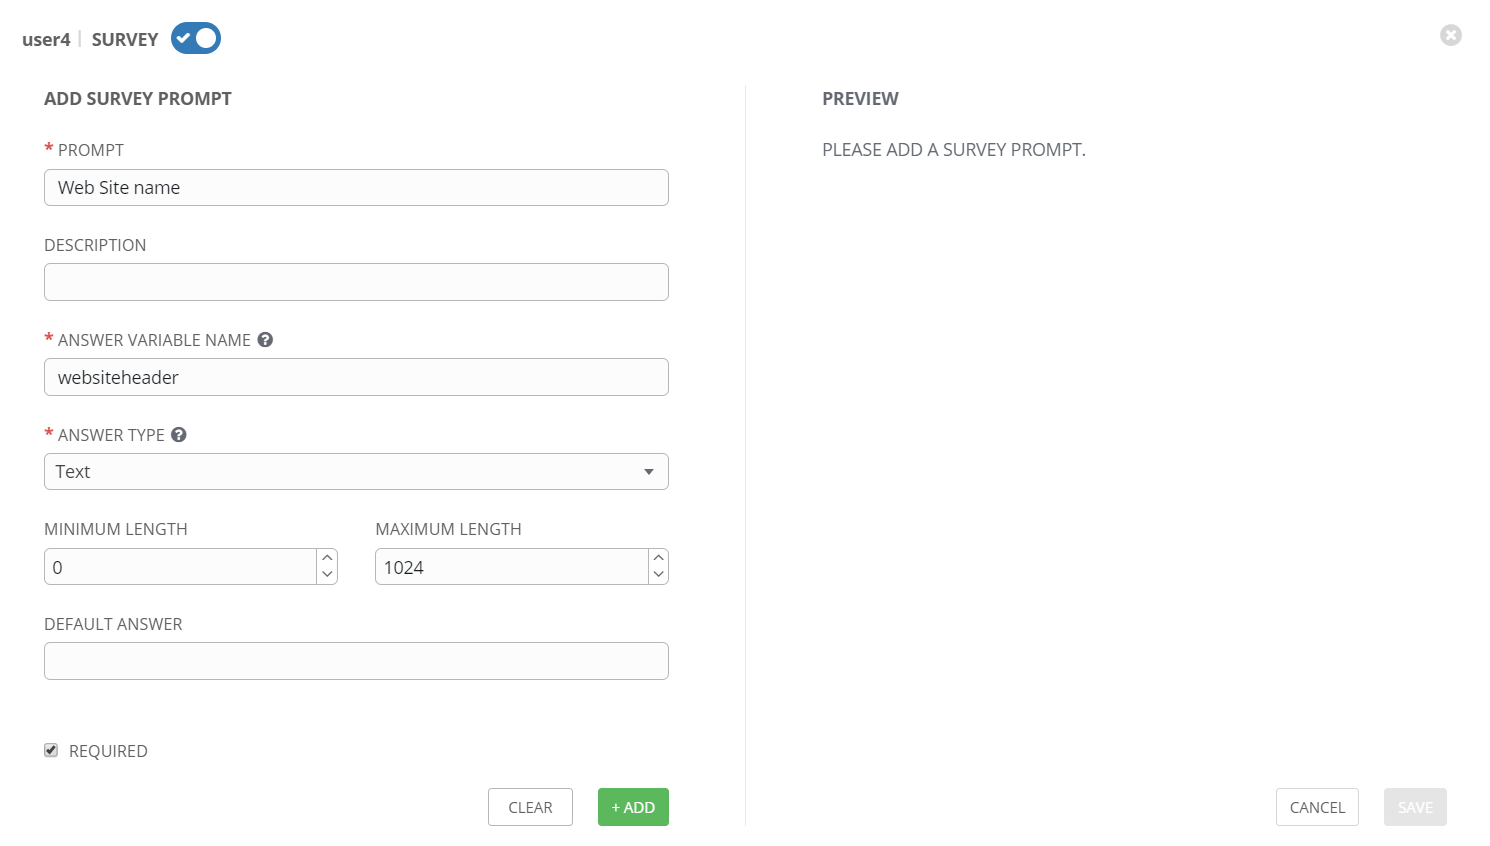 user4 | SURVEY
ADD SURVEY PROMPT
* PROMPT
Web Site name
DESCRIPTION
* ANSWER VARIABLE NAME ?
websiteheader
* ANSWER TYPE ?
Text
MINIMUM LENGTH MAXIMUM LENGTH
0 1024
DEFAULT ANSWER
REQUIRED
CLEAR + ADD
PREVIEW
PLEASE ADD A SURVEY PROMPT.
CANCEL SAVE